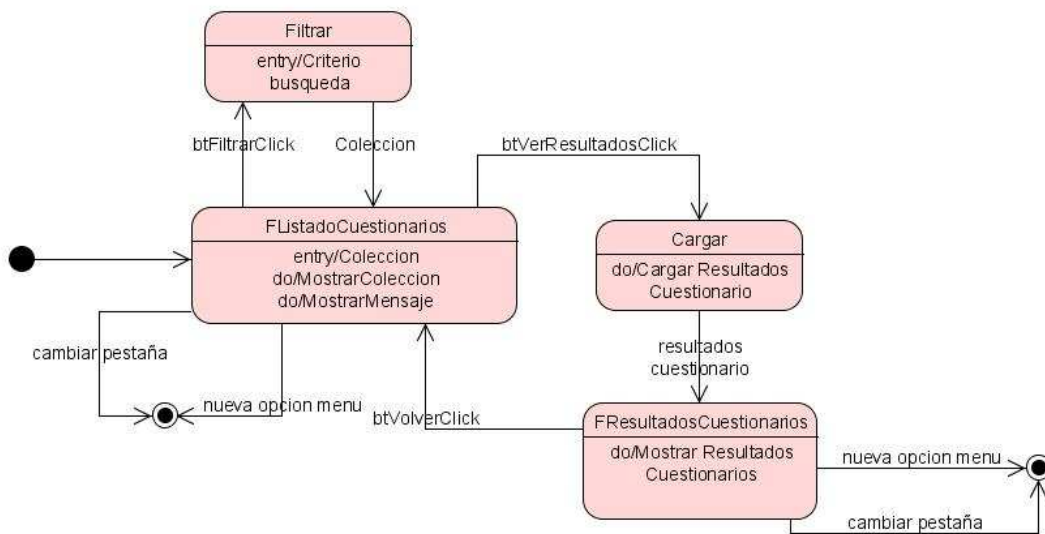 Filtrar
entry/Criterio
busqueda
btFiltrarClick
Coleccion
btVerResultadosClick
FListadoCuestionarios
entry/Coleccion
do/MostrarColeccion
do/MostrarMensaje
Cargar
do/Cargar Resultados
Cuestionario
cambiar pestaña
nueva opcion menu
resultados
cuestionario
btVolverClick
FResultadosCuestionarios
do/Mostrar Resultados
Cuestionarios
nueva opcion menu
cambiar pestaña